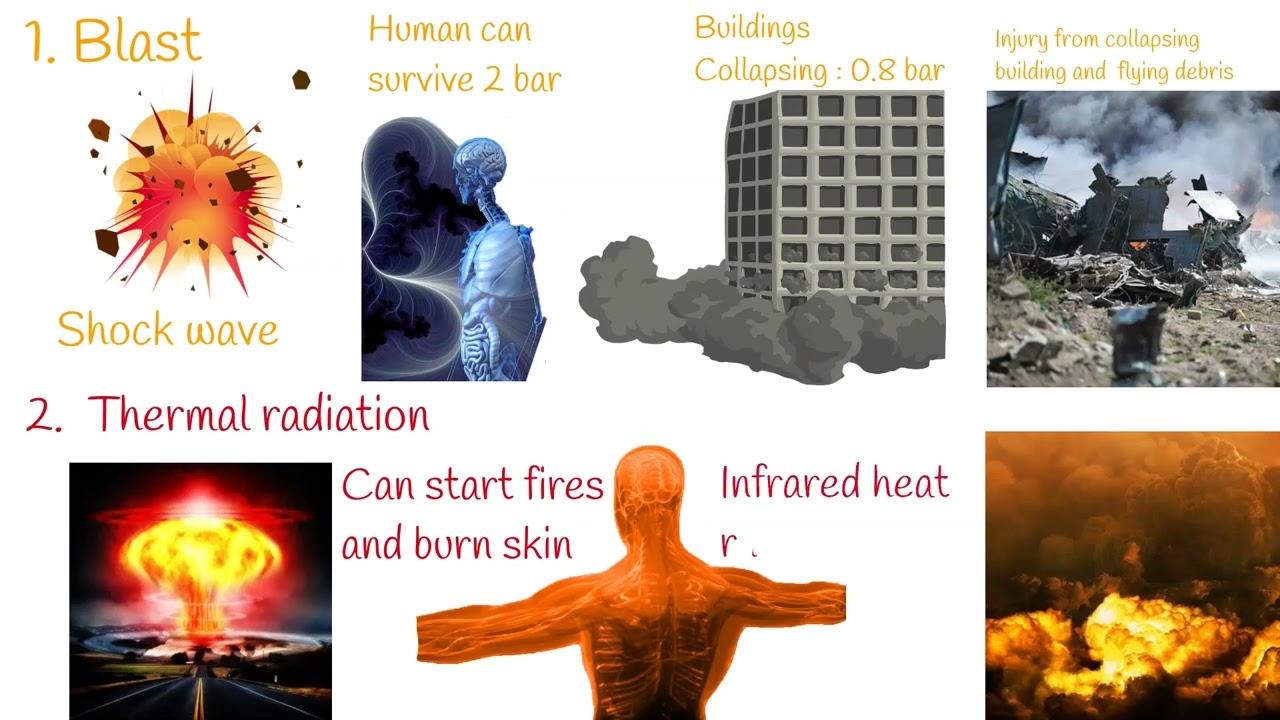 1. Blast
Human can
survive 2 bar
Buildings
Collapsing : 0.8 bar
Injury from collapsing
building and flying debris
Shock wave
2. Thermal radiation
Can start fires
and burn skin
Infrared heat
r